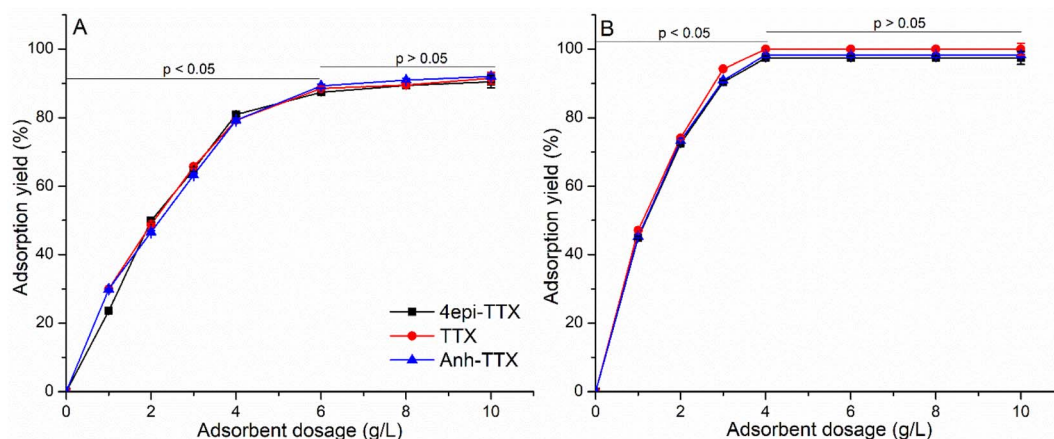 A
p < 0.05
p > 0.05
100
80
60
40
20
0
Adsorption yield (%)
4epi-TTX
TTX
Anh-TTX
0 2 4 6 8 10
Adsorbent dosage (g/L)
B
p < 0.05
p > 0.05
100
80
60
40
20
0
Adsorption yield (%)
0 2 4 6 8 10
Adsorbent dosage (g/L)